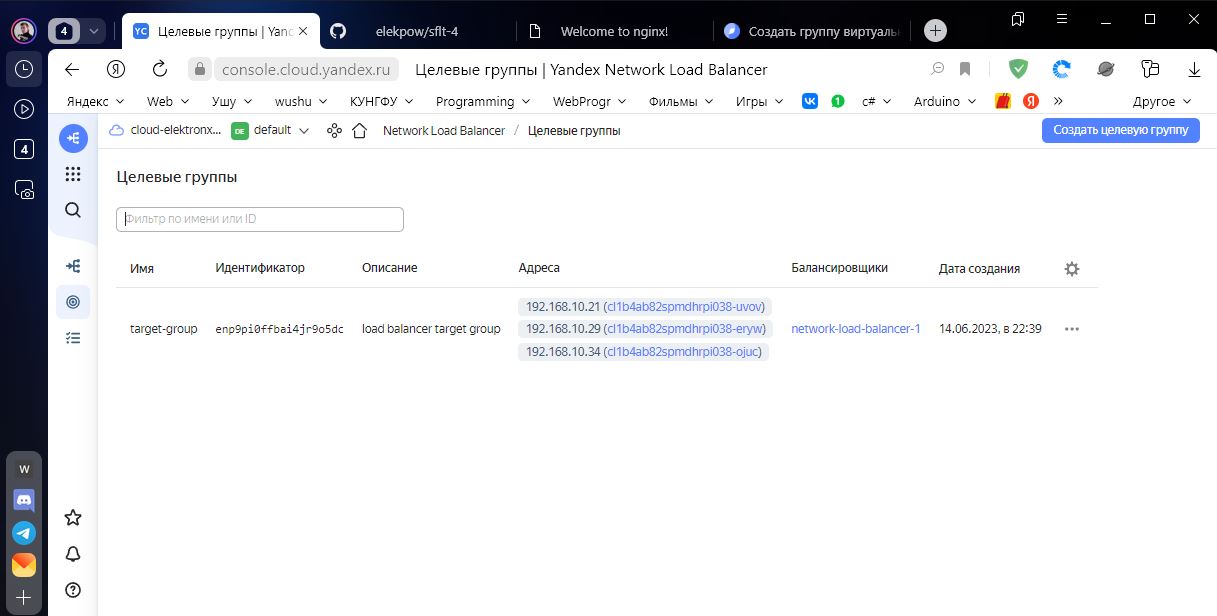 4
YC Целевые группы | Yanc
elekpow/sflt-4
Welcome to nginx!
Создать группу виртуаль
Я
console.cloud.yandex.ru
Целевые группы | Yandex Network Load Balancer
Яндекс
Web
Ушу
wushu
КУНГФУ
Programming
WebProgr
Фильмы
Игры
1
c#
Arduino
Я
»
Другое
4
cloud-elektronx...
DE default
Network Load Balancer / Целевые группы
Создать целевую группу
Целевые группы
Фильтр по имени или ID
Имя
Идентификатор
Описание
Адреса
Балансировщики
Дата создания
target-group
enp9pi0ffbai4jr9o5dc
load balancer target group
192.168.10.21 (cl1b4ab82spmdhrpi038-uvov)
192.168.10.29 (cl1b4ab82spmdhrpi038-eryw)
192.168.10.34 (cl1b4ab82spmdhrpi038-ojuc)
network-load-balancer-1
14.06.2023, в 22:39
W